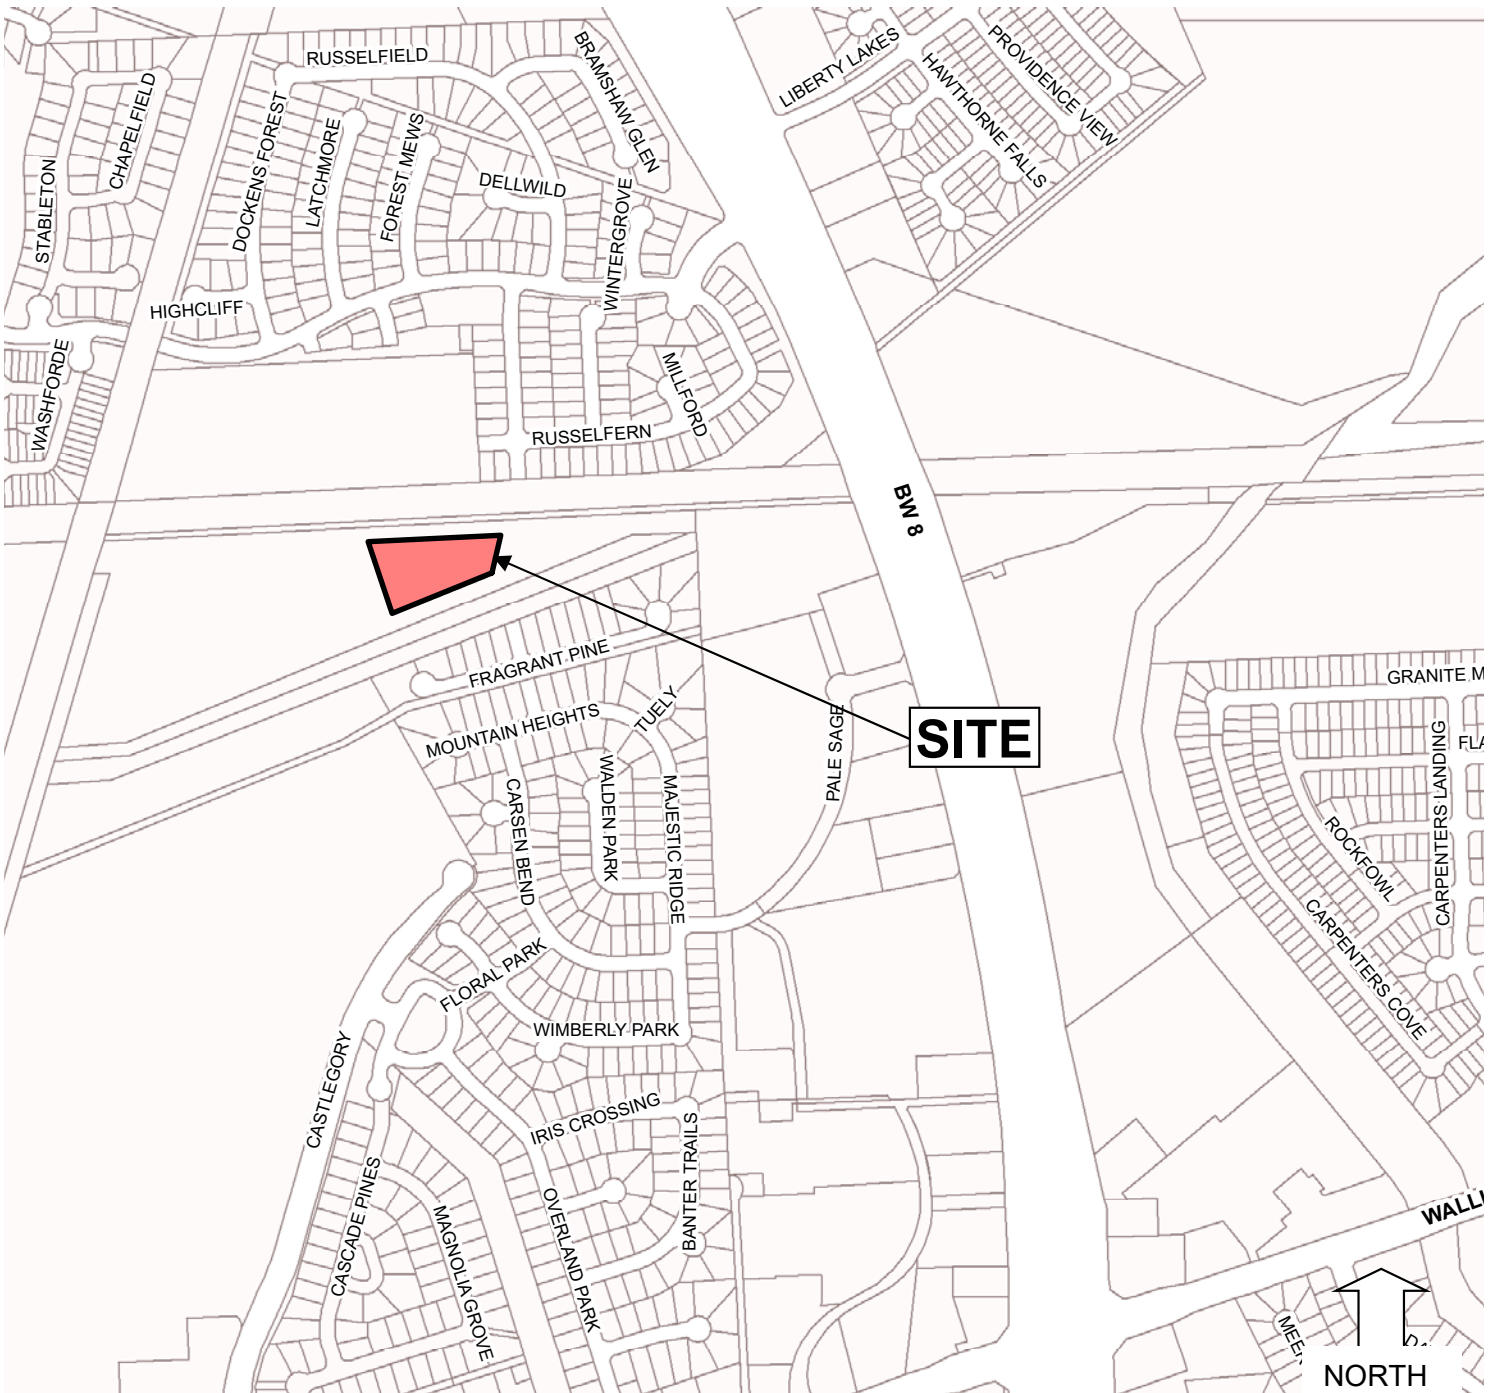 RUSSELFIELD
BRAMSHAW GLEN
LIBERTY LAKES
PROVIDENCE VIEW
HAWTHORNE FALLS
CHAPELFIELD
STABLETON
DOCKENS FOREST
LATCHMORE
FOREST MEWS
DELLWILD
WINTERGROVE
HIGHCLIFF
WASHFORDE
MILLFORD
RUSSELFERN
BW 8
FRAGRANT PINE
TUELY
MOUNTAIN HEIGHTS
PALE SAGE
SITE
GRANITE M
FLA
CARPENTERS LANDING
WALDEN PARK
MAJESTIC RIDGE
CARSEN BEND
ROCKFOWL
CARPENTERS COVE
FLORAL PARK
WIMBERLY PARK
CASTLEGORY
IRIS CROSSING
BANTER TRAILS
CASCADE PINES
MAGNOLIA GROVE
OVERLAND PARK
WALLI
MEER
NORTH